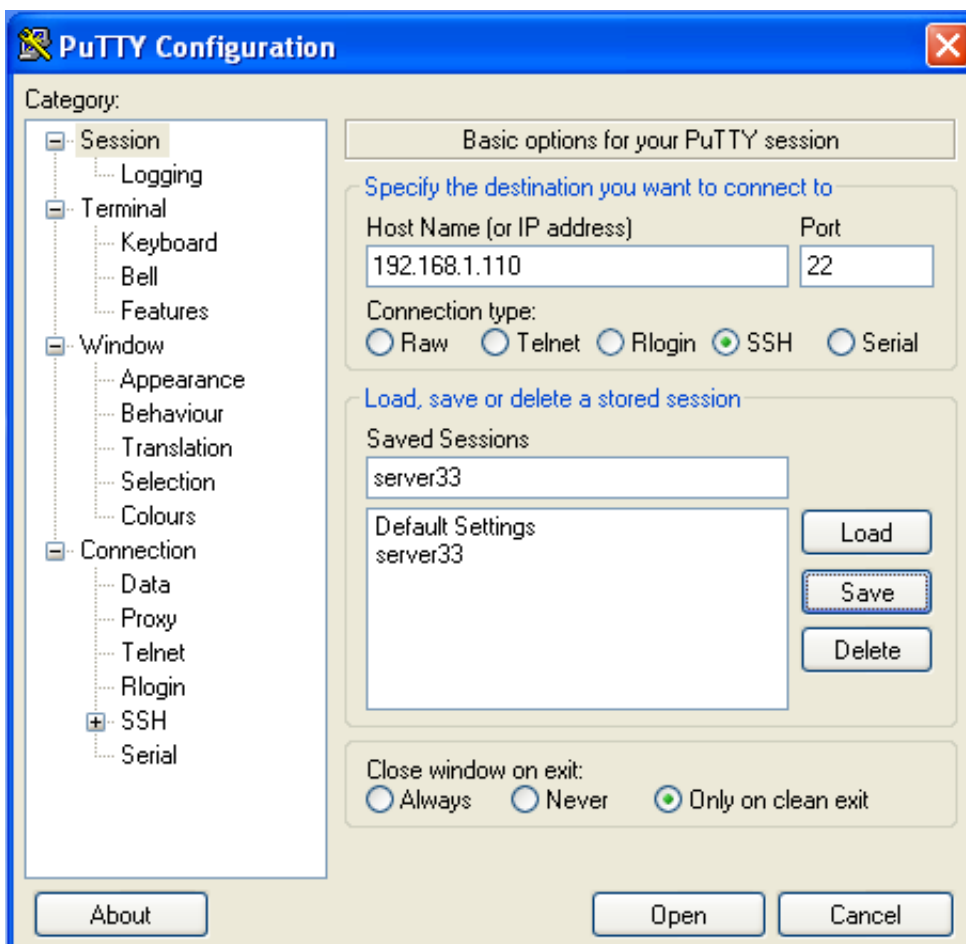 PuTTY Configuration
Category:
Session
Logging
Terminal
Keyboard
Bell
Features
Window
Appearance
Behaviour
Translation
Selection
Colours
Connection
Data
Proxy
Telnet
Rlogin
SSH
Serial
Basic options for your PuTTY session
Specify the destination you want to connect to
Host Name (or IP address) Port
192.168.1.110 22
Connection type:
Raw Telnet Rlogin SSH Serial
Load, save or delete a stored session
Saved Sessions
server33
Default Settings
server33
Load
Save
Delete
Close window on exit:
Always Never Only on clean exit
About Open Cancel